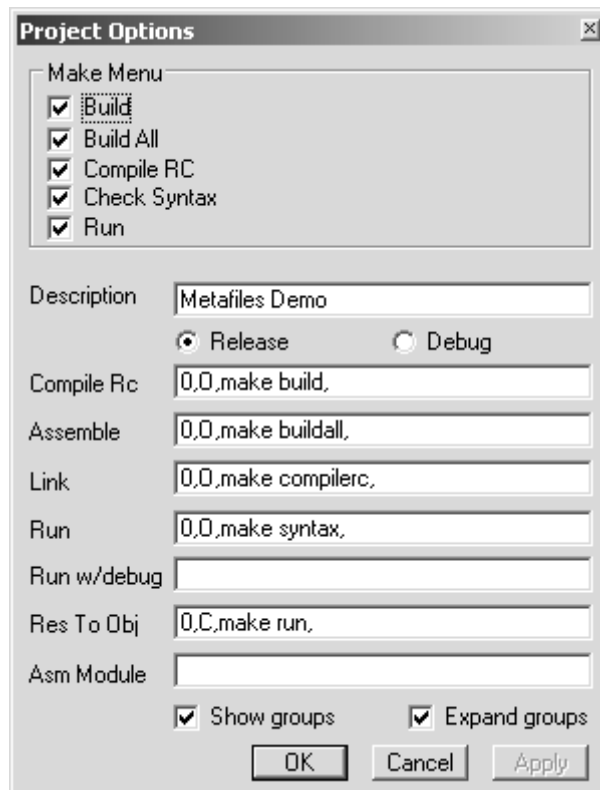 Project Options
Make Menu
Build
Build All
Compile RC
Check Syntax
Run
Description Metafiles Demo
Release Debug
Compile Rc 0,O,make build,
Assemble 0,O,make buildall,
Link 0,O,make compilerc,
Run 0,O,make syntax,
Run w/debug
Res To Obj 0,C,make run,
Asm Module
Show groups Expand groups
OK Cancel Apply